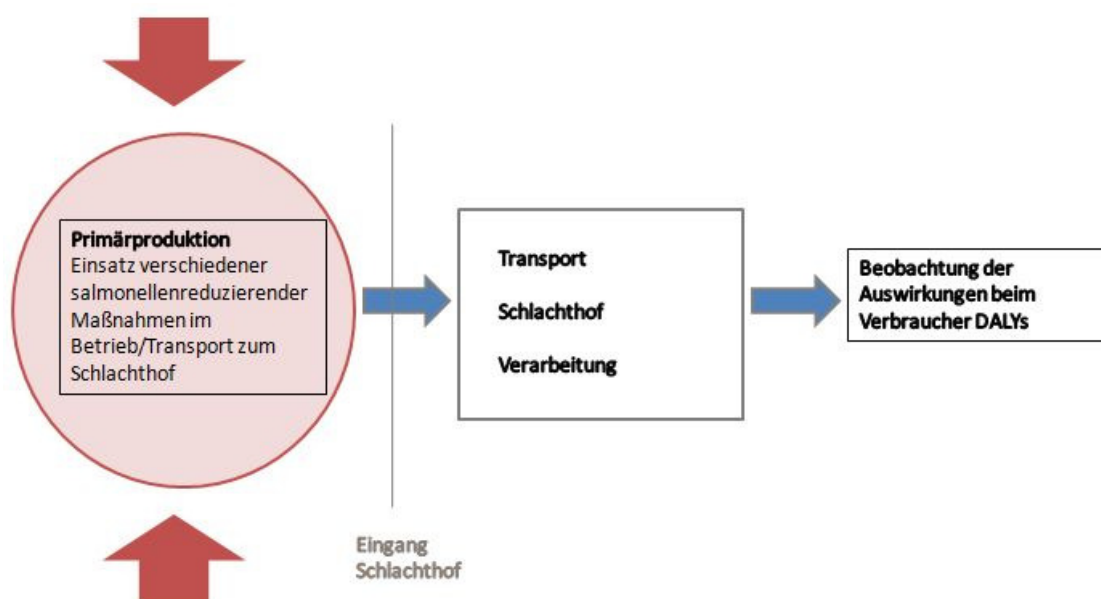 Primärproduktion
Einsatz verschiedener
salmonellenreduzierender
Maßnahmen im
Betrieb/Transport zum
Schlachthof
Eingang
Schlachthof
Transport
Schlachthof
Verarbeitung
Beobachtung der
Auswirkungen beim
Verbraucher DALYs